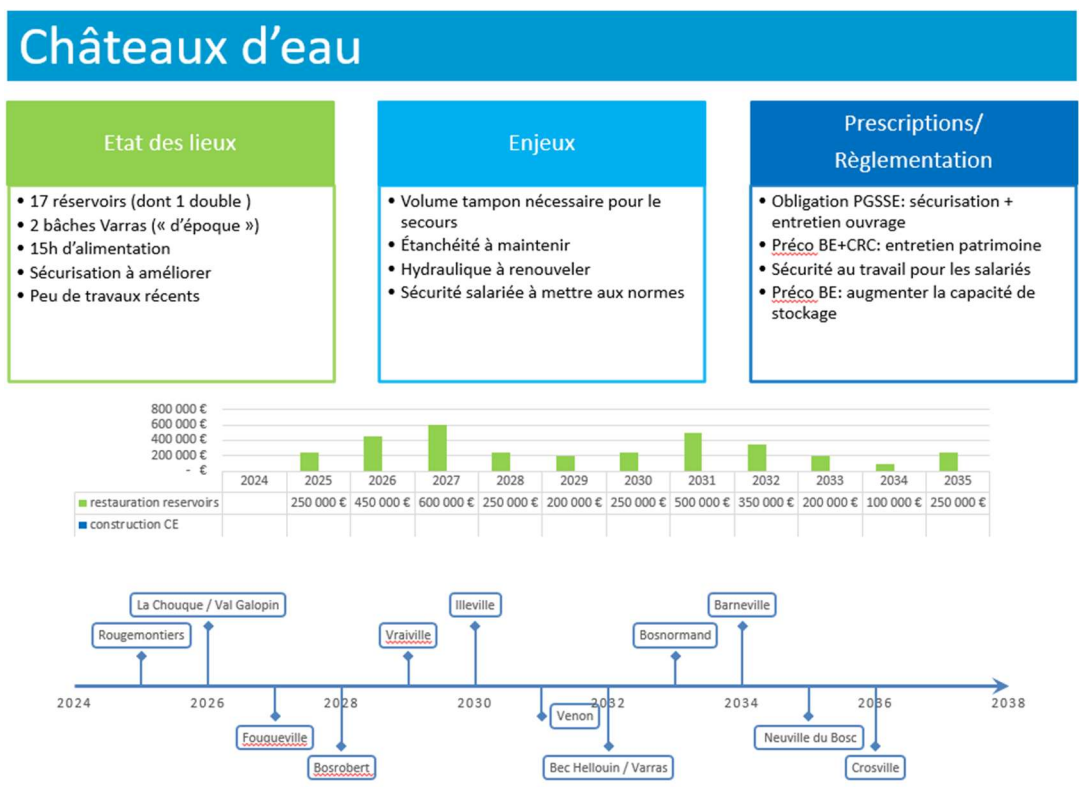 Châteaux d’eau
Etat des lieux
• 17 réservoirs (dont 1 double )
• 2 bâches Varras (« d’époque »)
• 15h d’alimentation
• Sécurisation à améliorer
• Peu de travaux récents
Enjeux
• Volume tampon nécessaire pour le
secours
• Étanchéité à maintenir
• Hydraulique à renouveler
• Sécurité salariée à mettre aux normes
Prescriptions/
Règlementation
• Obligation PGSSE: sécurisation +
entretien ouvrage
• Préco BE+CRC: entretien patrimoine
• Sécurité au travail pour les salariés
• Préco BE: augmenter la capacité de
stockage
800 000 €
600 000 €
400 000 €
200 000 €
- €
2024 2025 2026 2027 2028 2029 2030 2031 2032 2033 2034 2035
restauration reservoirs 250 000 € 450 000 € 600 000 € 250 000 € 200 000 € 250 000 € 500 000 € 350 000 € 200 000 € 100 000 € 250 000 €
construction CE
La Chouque / Val Galopin Illeville Barneville
Rougemontiers Vraiville Bosnormand
2024 2026 2028 2030 2032 2034 2036 2038
Venon
Fouqueville Neuville du Bosc
Bosrobert Bec Hellouin / Varras Crosville